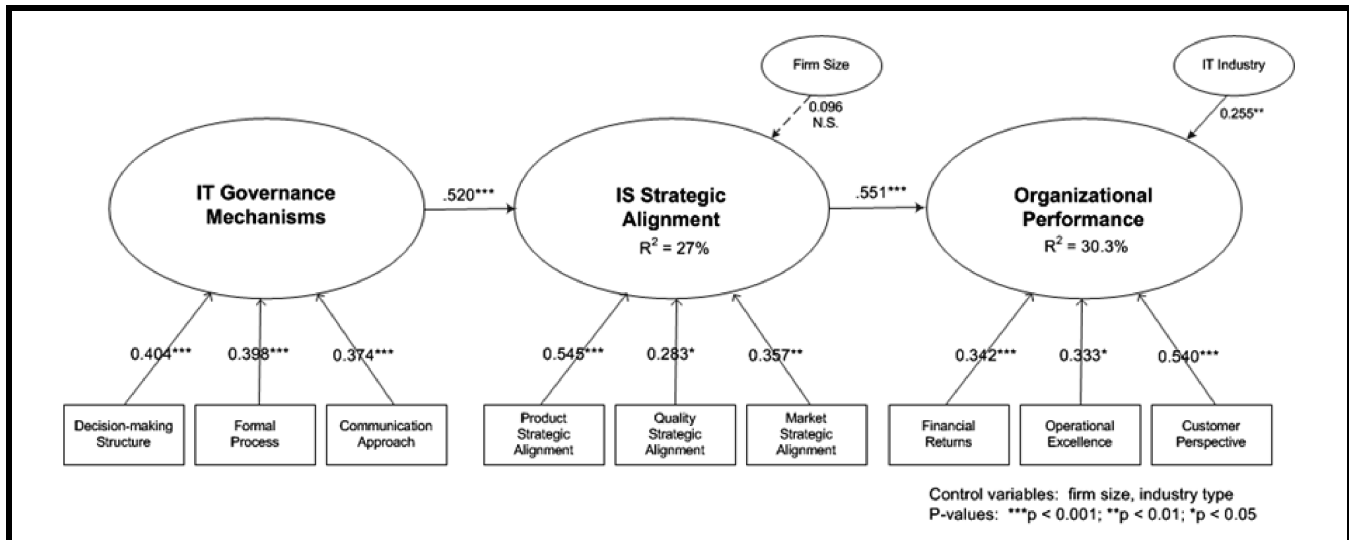 Firm Size
IT Industry
0.096
N.S.
0.255**
IT Governance
Mechanisms
.520***
IS Strategic
Alignment
R² = 27%
.551***
Organizational
Performance
R² = 30.3%
0.404***
0.398***
0.374***
0.545***
0.283*
0.357**
0.342***
0.333*
0.540***
Decision-making
Structure
Formal
Process
Communication
Approach
Product
Strategic
Alignment
Quality
Strategic
Alignment
Market
Strategic
Alignment
Financial
Returns
Operational
Excellence
Customer
Perspective
Control variables: firm size, industry type
P-values: ***p < 0.001; **p < 0.01; *p < 0.05